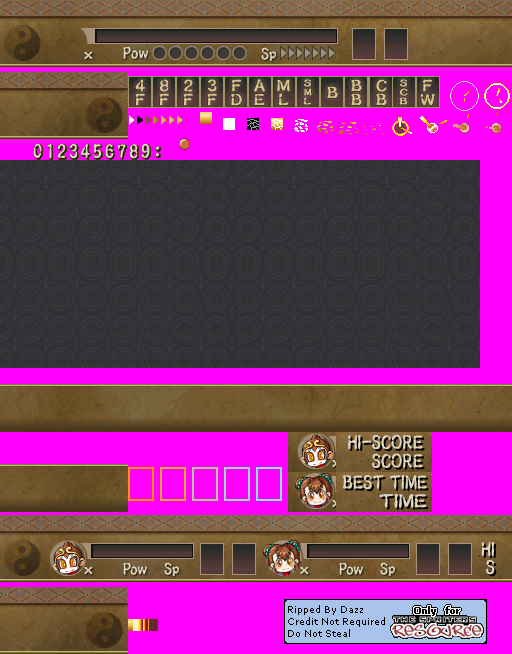 × Pow Sp
4F 8F 2F 3F FD AE ML SML B BB CB SCB FW
0123456789:
HI-SCORE
SCORE
BEST TIME
TIME
× Pow Sp × Pow Sp HI
S
Ripped By Dazz
Credit Not Required
Do Not Steal
Only for
THE SPRITERS
RESOURCE